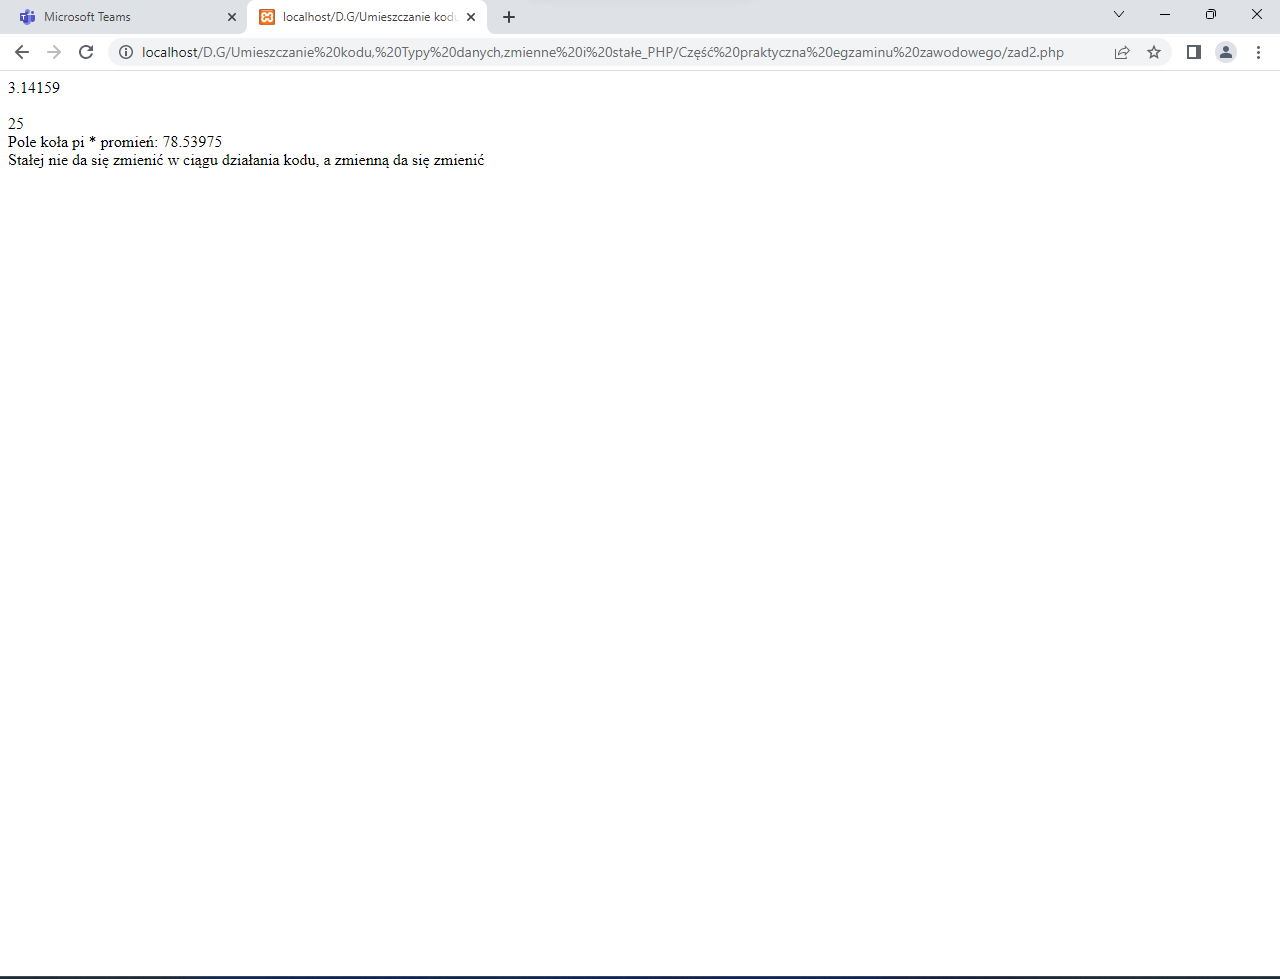 Microsoft Teams
localhost/D.G/Umieszczanie kodu
localhost/D.G/Umieszczanie%20kodu,%20Typy%20danych,zmienne%20i%20stałe_PHP/Część%20praktyczna%20egzaminu%20zawodowego/zad2.php
3.14159
25
Pole koła pi * promień: 78.53975
Stałej nie da się zmienić w ciągu działania kodu, a zmienną da się zmienić